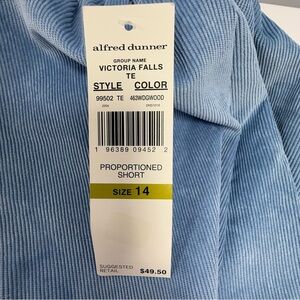 alfred dunner
GROUP NAME
VICTORIA FALLS
TE
STYLE COLOR
99502 TE 463WDGWOOD
1 96389 09452 2
PROPORTIONED
SHORT
SIZE 14
SUGGESTED
RETAIL $49.50